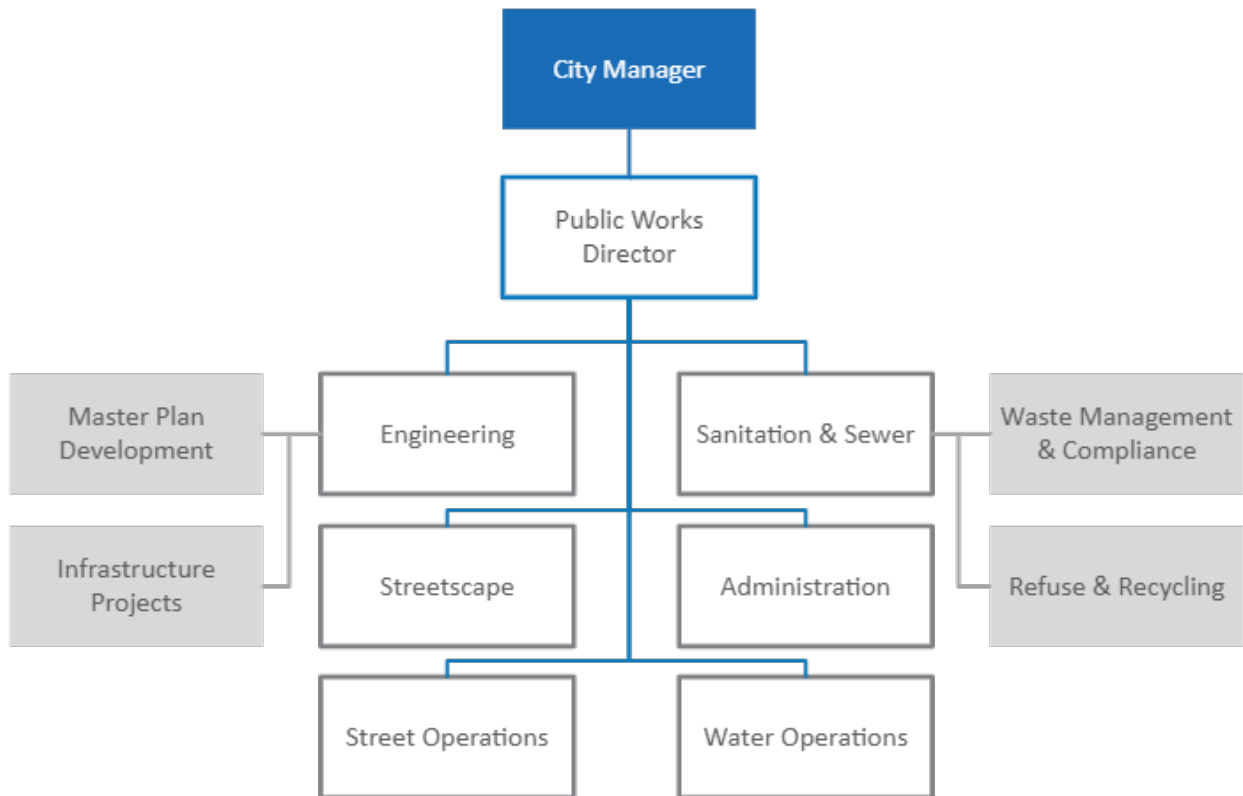 City Manager
Public Works
Director
Master Plan
Development
Engineering
Sanitation & Sewer
Waste Management
& Compliance
Infrastructure
Projects
Streetscape
Administration
Refuse & Recycling
Street Operations
Water Operations